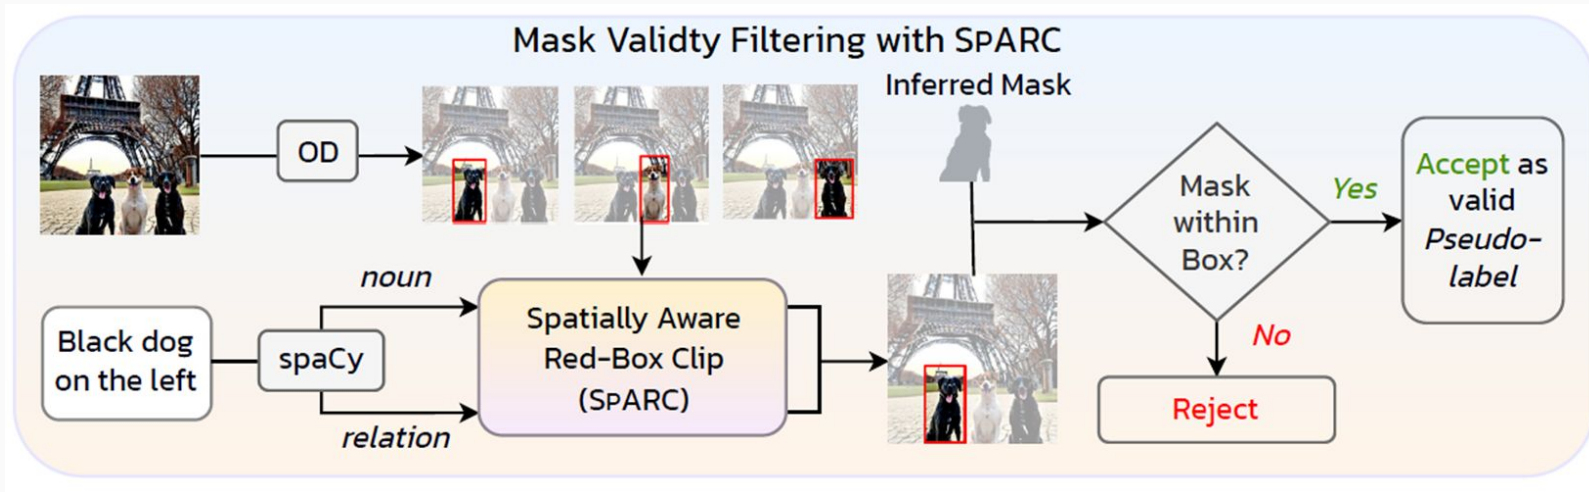 Mask Validty Filtering with SPARC
Inferred Mask
OD
noun
Black dog
on the left
spaCy
relation
Spatially Aware
Red-Box Clip
(SPARC)
Mask
within
Box?
Yes
Accept as
valid
Pseudo-
label
No
Reject